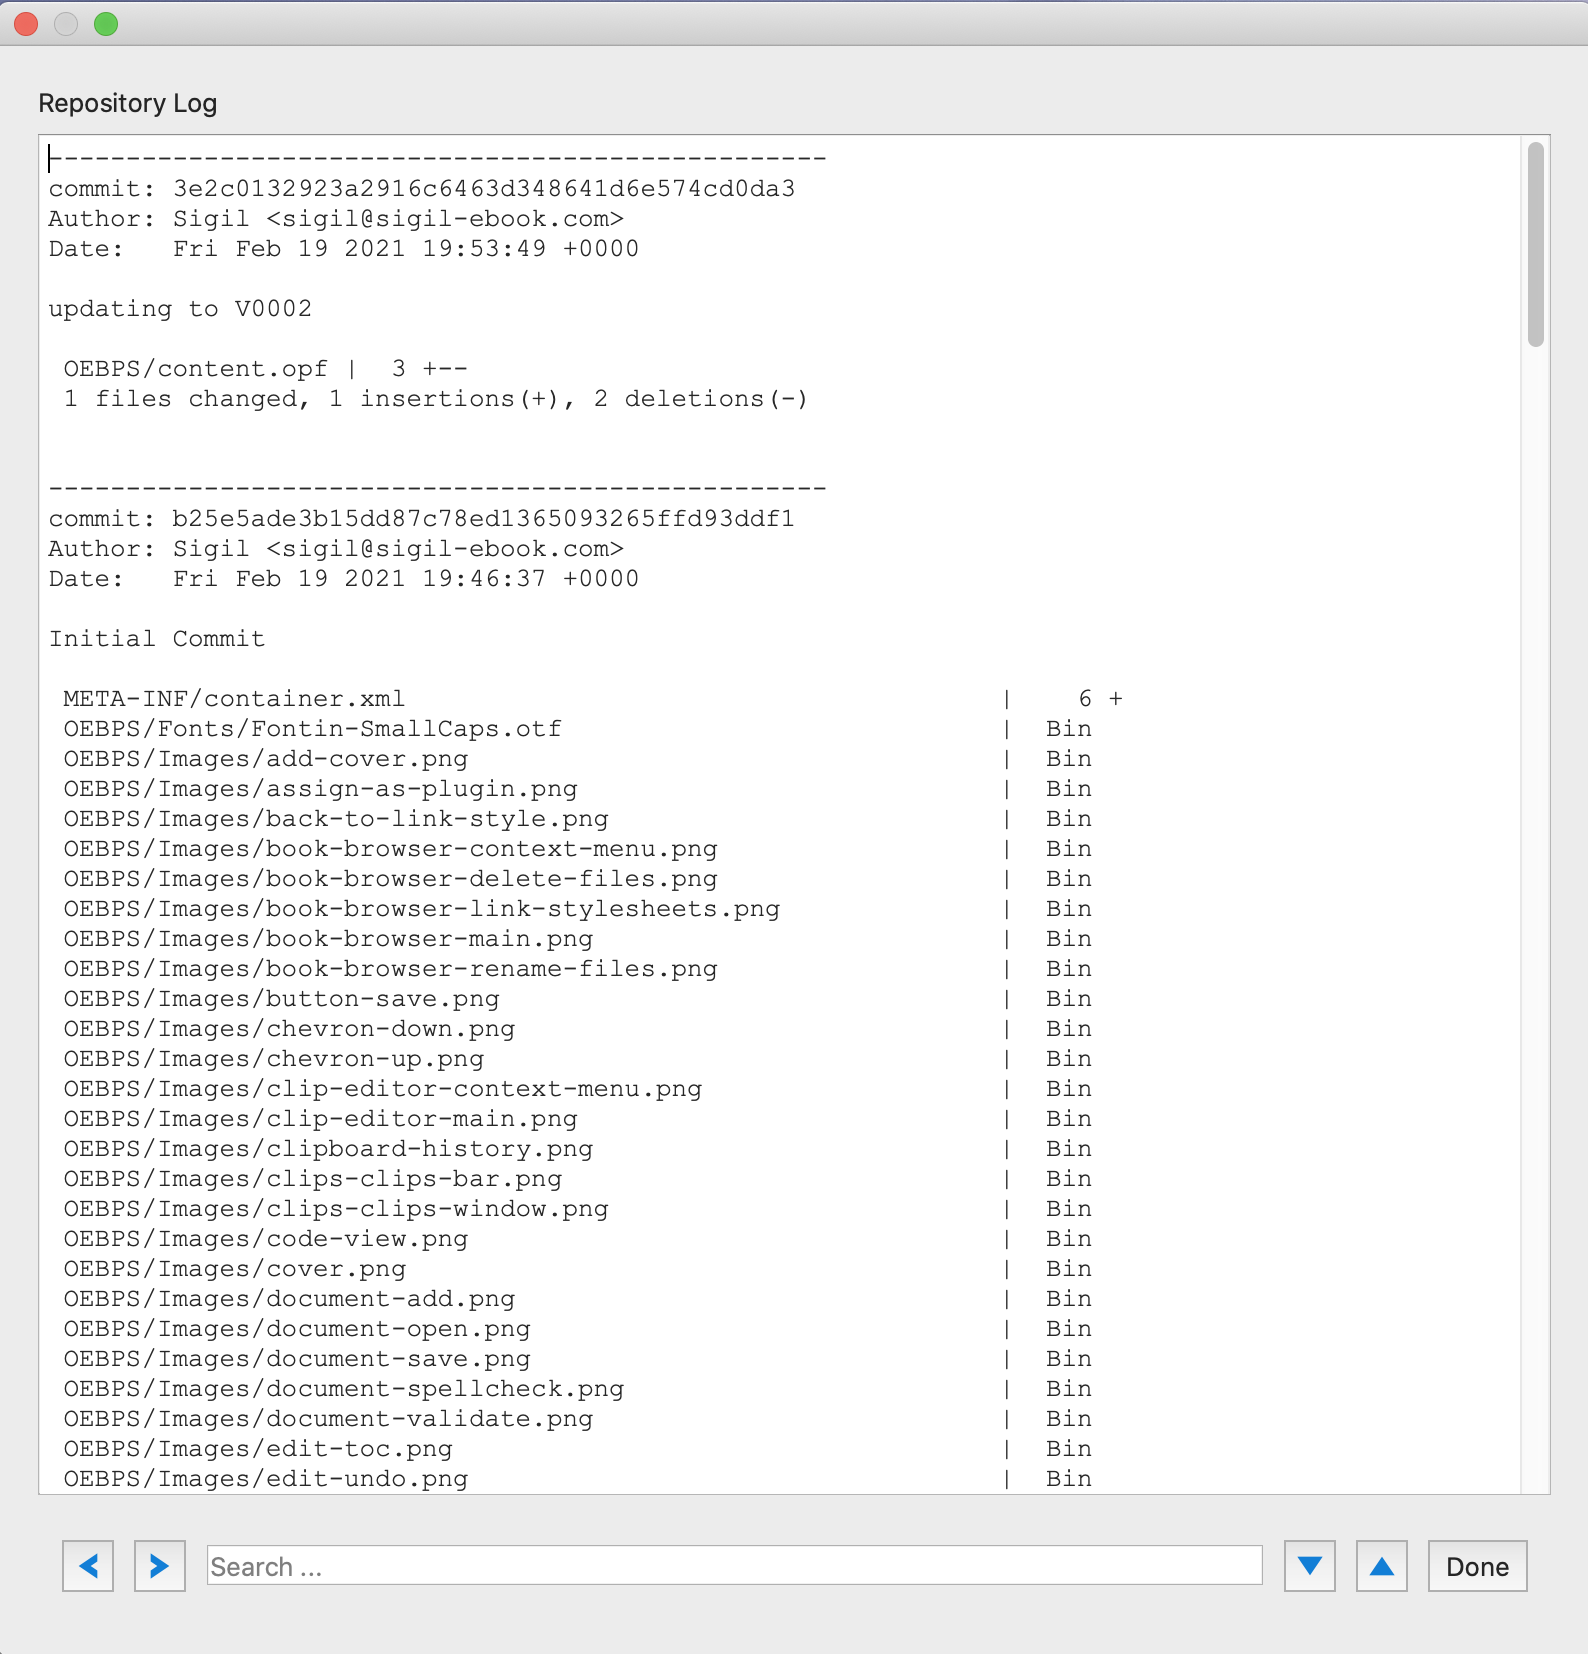 Repository Log
--------------------------------------------------
commit: 3e2c0132923a2916c6463d348641d6e574cd0da3
Author: Sigil <sigil@sigil-ebook.com>
Date:   Fri Feb 19 2021 19:53:49 +0000
updating to V0002
 OEBPS/content.opf |  3 +--
 1 files changed, 1 insertions(+), 2 deletions(-)
--------------------------------------------------
commit: b25e5ade3b15dd87c78ed1365093265ffd93ddf1
Author: Sigil <sigil@sigil-ebook.com>
Date:   Fri Feb 19 2021 19:46:37 +0000
Initial Commit
 META-INF/container.xml                                      |    6 +
 OEBPS/Fonts/Fontin-SmallCaps.otf                            |  Bin
 OEBPS/Images/add-cover.png                                  |  Bin
 OEBPS/Images/assign-as-plugin.png                           |  Bin
 OEBPS/Images/back-to-link-style.png                         |  Bin
 OEBPS/Images/book-browser-context-menu.png                  |  Bin
 OEBPS/Images/book-browser-delete-files.png                  |  Bin
 OEBPS/Images/book-browser-link-stylesheets.png              |  Bin
 OEBPS/Images/book-browser-main.png                          |  Bin
 OEBPS/Images/book-browser-rename-files.png                  |  Bin
 OEBPS/Images/button-save.png                                |  Bin
 OEBPS/Images/chevron-down.png                               |  Bin
 OEBPS/Images/chevron-up.png                                 |  Bin
 OEBPS/Images/clip-editor-context-menu.png                   |  Bin
 OEBPS/Images/clip-editor-main.png                           |  Bin
 OEBPS/Images/clipboard-history.png                          |  Bin
 OEBPS/Images/clips-clips-bar.png                            |  Bin
 OEBPS/Images/clips-clips-window.png                         |  Bin
 OEBPS/Images/code-view.png                                  |  Bin
 OEBPS/Images/cover.png                                      |  Bin
 OEBPS/Images/document-add.png                               |  Bin
 OEBPS/Images/document-open.png                              |  Bin
 OEBPS/Images/document-save.png                              |  Bin
 OEBPS/Images/document-spellcheck.png                        |  Bin
 OEBPS/Images/document-validate.png                          |  Bin
 OEBPS/Images/edit-toc.png                                   |  Bin
 OEBPS/Images/edit-undo.png                                  |  Bin
Search ... Done